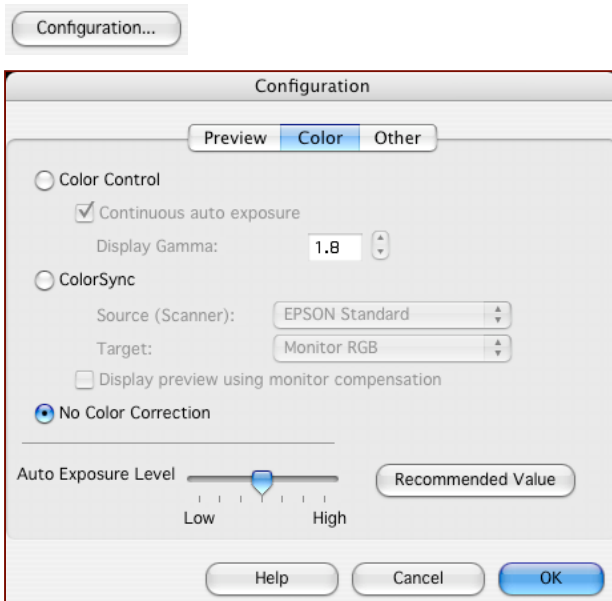 Configuration...
Configuration
Preview Color Other
Color Control
Continuous auto exposure
Display Gamma: 1.8
ColorSync
Source (Scanner): EPSON Standard
Target: Monitor RGB
Display preview using monitor compensation
No Color Correction
Auto Exposure Level
Recommended Value
Low High
Help Cancel OK